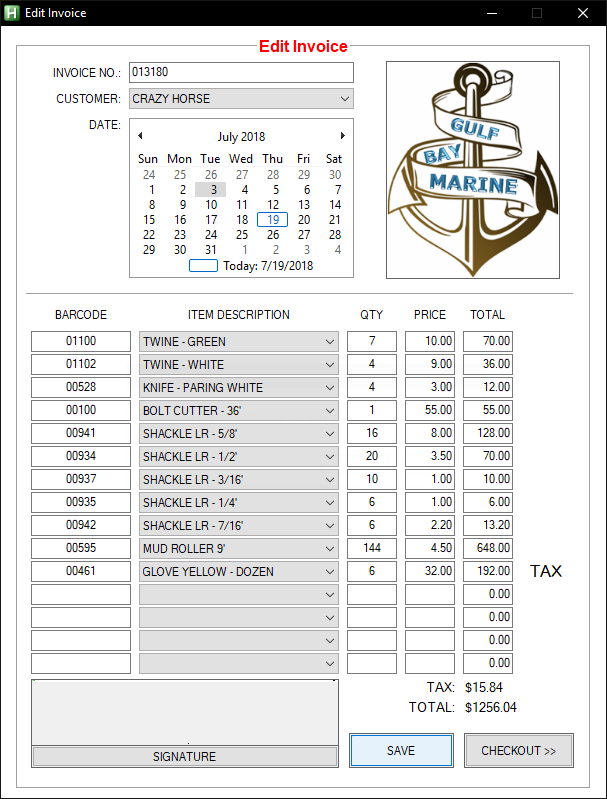 Edit Invoice
Edit Invoice
INVOICE NO.: 013180
CUSTOMER: CRAZY HORSE
DATE:
July 2018
Sun Mon Tue Wed Thu Fri Sat
24 25 26 27 28 29 30
1 2 3 4 5 6 7
8 9 10 11 12 13 14
15 16 17 18 19 20 21
22 23 24 25 26 27 28
29 30 31 1 2 3 4
Today: 7/19/2018
GULF
BAY
MARINE
BARCODE ITEM DESCRIPTION QTY PRICE TOTAL
01100 TWINE - GREEN 7 10.00 70.00
01102 TWINE - WHITE 4 9.00 36.00
00528 KNIFE - PARING WHITE 4 3.00 12.00
00100 BOLT CUTTER - 36' 1 55.00 55.00
00941 SHACKLE LR - 5/8' 16 8.00 128.00
00934 SHACKLE LR - 1/2' 20 3.50 70.00
00937 SHACKLE LR - 3/16' 10 1.00 10.00
00935 SHACKLE LR - 1/4' 6 1.00 6.00
00942 SHACKLE LR - 7/16' 6 2.20 13.20
00595 MUD ROLLER 9' 144 4.50 648.00
00461 GLOVE YELLOW - DOZEN 6 32.00 192.00 TAX
0.00
0.00
0.00
0.00
TAX: $15.84
TOTAL: $1256.04
SIGNATURE
SAVE
CHECKOUT >>